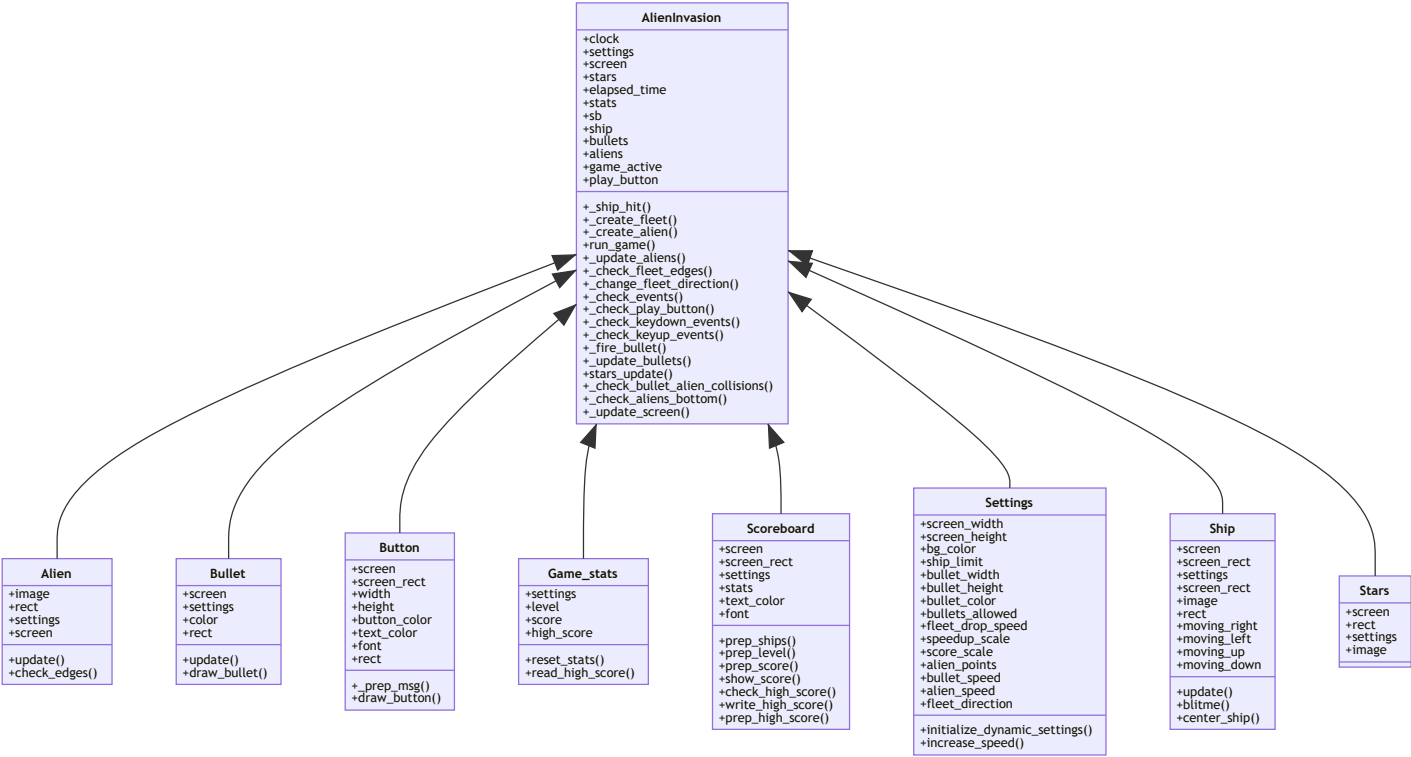 AlienInvasion
+clock
+settings
+screen
+stars
+elapsed_time
+stats
+sb
+ship
+bullets
+aliens
+game_active
+play_button
+_ship_hit()
+_create_fleet()
+_create_alien()
+run_game()
+_update_aliens()
+_check_fleet_edges()
+_change_fleet_direction()
+_check_events()
+_check_play_button()
+_check_keydown_events()
+_check_keyup_events()
+_fire_bullet()
+_update_bullets()
+stars_update()
+_check_bullet_alien_collisions()
+_check_aliens_bottom()
+_update_screen()
Alien
+image
+rect
+settings
+screen
+update()
+check_edges()
Bullet
+screen
+settings
+color
+rect
+update()
+draw_bullet()
Button
+screen
+screen_rect
+width
+height
+button_color
+text_color
+font
+rect
+_prep_msg()
+draw_button()
Game_stats
+settings
+level
+score
+high_score
+reset_stats()
+read_high_score()
Scoreboard
+screen
+screen_rect
+settings
+stats
+text_color
+font
+prep_ships()
+prep_level()
+prep_score()
+show_score()
+check_high_score()
+write_high_score()
+prep_high_score()
Settings
+screen_width
+screen_height
+bg_color
+ship_limit
+bullet_width
+bullet_height
+bullet_color
+bullets_allowed
+fleet_drop_speed
+speedup_scale
+score_scale
+alien_points
+bullet_speed
+alien_speed
+fleet_direction
+initialize_dynamic_settings()
+increase_speed()
Ship
+screen
+screen_rect
+settings
+screen_rect
+image
+rect
+moving_right
+moving_left
+moving_up
+moving_down
+update()
+blitme()
+center_ship()
Stars
+screen
+rect
+settings
+image